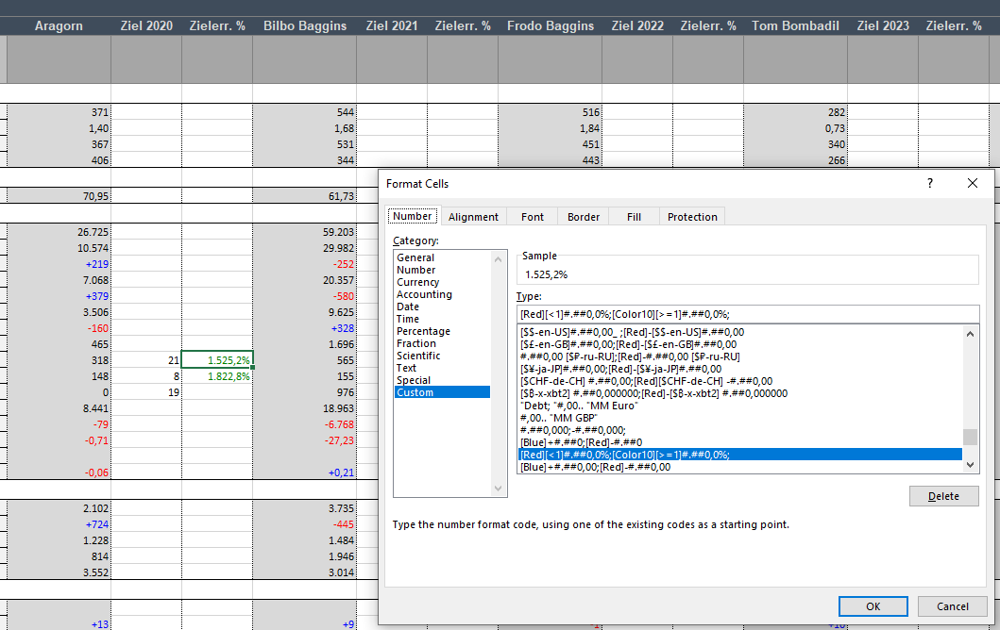 Aragorn Ziel 2020 Zielerr. % Bilbo Baggins Ziel 2021 Zielerr. % Frodo Baggins Ziel 2022 Zielerr. % Tom Bombadil Ziel 2023 Zielerr. %
371 544 516 282
1,40 1,68 1,84 0,73
367 531 451 340
406 344 443 266
70,95 61,73
26.725 59.203
10.574 29.982
+219 -252
7.068 20.357
+379 -580
3.506 9.625
-160 +328
465 1.696
318 21 1.525,2% 565
148 8 1.822,8% 155
0 19 976
8.441 18.963
-79 -6.768
-0,71 -27,23
-0,06 +0,21
2.102 3.735
+724 -445
1.228 1.484
814 1.946
3.552 3.014
+13 +9
Format Cells ?
Number Alignment Font Border Fill Protection
Category:
General
Number
Currency
Accounting
Date
Time
Percentage
Fraction
Scientific
Text
Special
Custom
Sample
1.525,2%
Type:
[Red][<1]#.##0,0%;[Color10][>=1]#.##0,0%;
[$$-en-US]#.##0,00_ ;[Red]-[$$-en-US]#.##0,00
[$£-en-GB]#.##0,00;[Red]-[$£-en-GB]#.##0,00
#.##0,00 [$₽-ru-RU];[Red]-#.##0,00 [$₽-ru-RU]
[$¥-ja-JP]#.##0,00;[Red]-[$¥-ja-JP]#.##0,00
[$CHF-de-CH] #.##0,00;[Red][$CHF-de-CH] -#.##0,00
[$₿-x-xbt2] #.##0,000000;[Red]-[$₿-x-xbt2] #.##0,000000
"Debt; "#,00.. "MM Euro"
#,00.. "MM GBP"
#.##0,000;-#.##0,000;
[Blue]+#.##0;[Red]-#.##0
[Red][<1]#.##0,0%;[Color10][>=1]#.##0,0%;
[Blue]+#.##0,00;[Red]-#.##0,00
Delete
Type the number format code, using one of the existing codes as a starting point.
OK Cancel